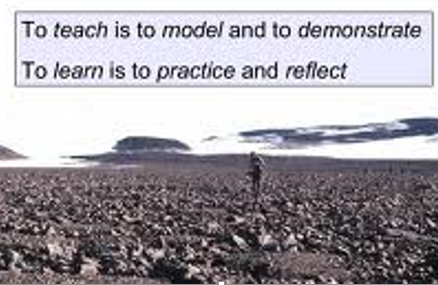 To teach is to model and to demonstrate
To learn is to practice and reflect